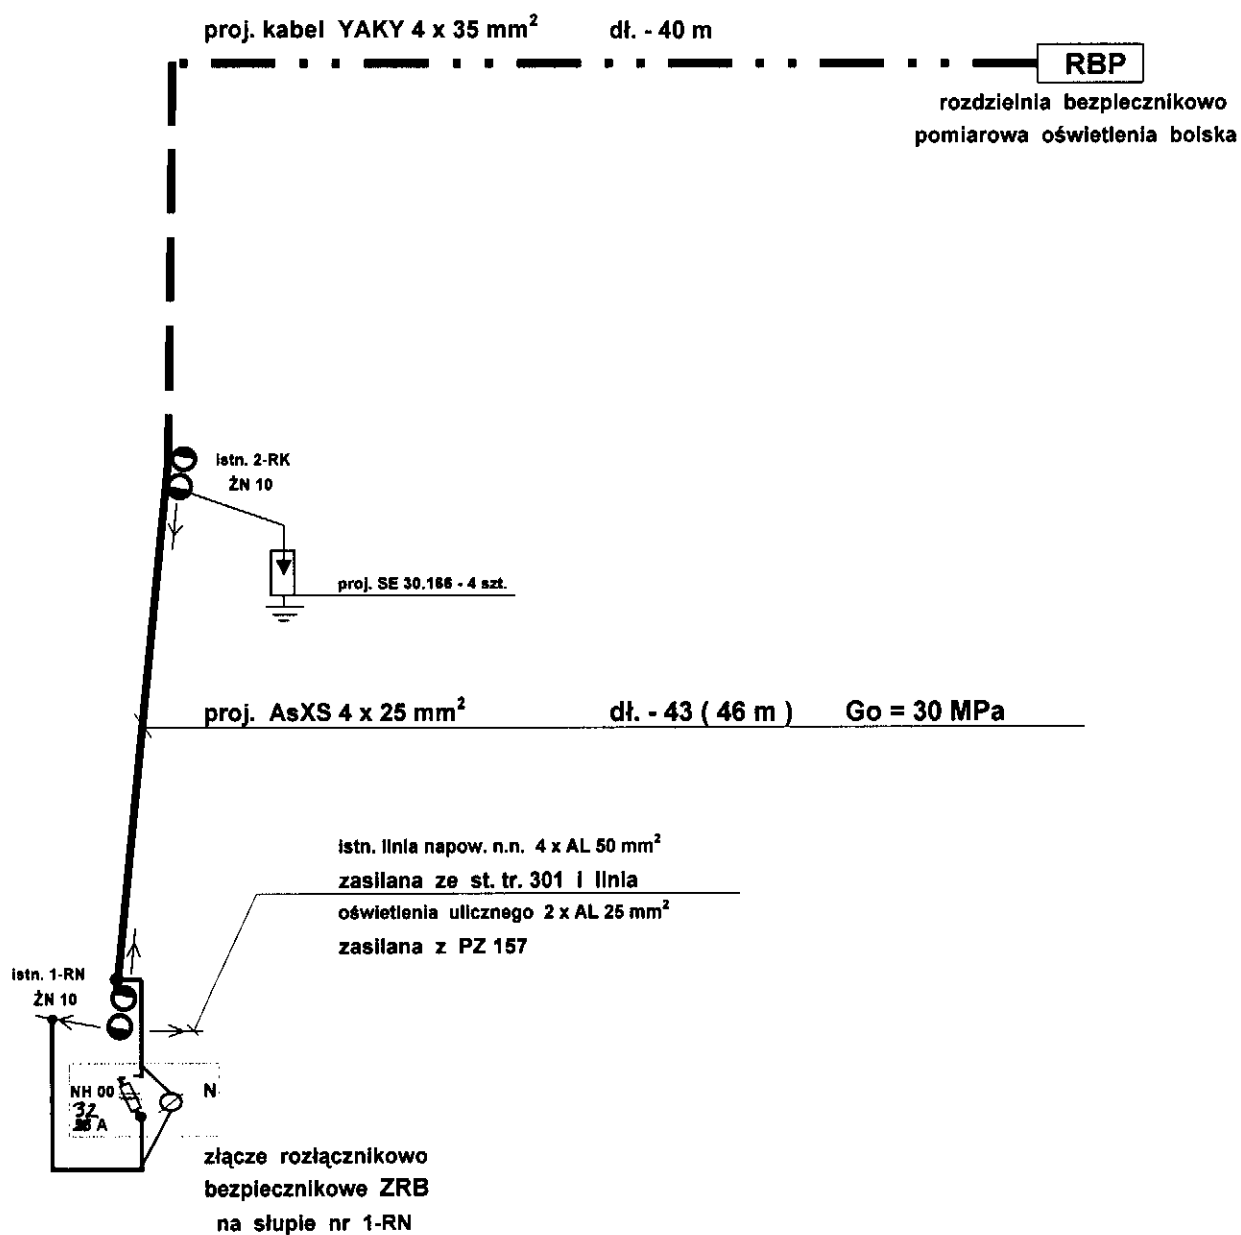 proj. kabel YAKY 4 x 35 mm² dł. - 40 m
RBP
rozdzielnia bezpiecznikowo
pomiarowa oświetlenia boiska
istn. 2-RK
ŻN 10
proj. SE 30.166 - 4 szt.
proj. AsXS 4 x 25 mm² dł. - 43 ( 46 m ) Go = 30 MPa
istn. linia napow. n.n. 4 x AL 50 mm²
zasilana ze st. tr. 301 i linia
oświetlenia ulicznego 2 x AL 25 mm²
zasilana z PZ 157
istn. 1-RN
ŻN 10
NH 00
N
32
A
złącze rozłącznikowo
bezpiecznikowe ZRB
na słupie nr 1-RN